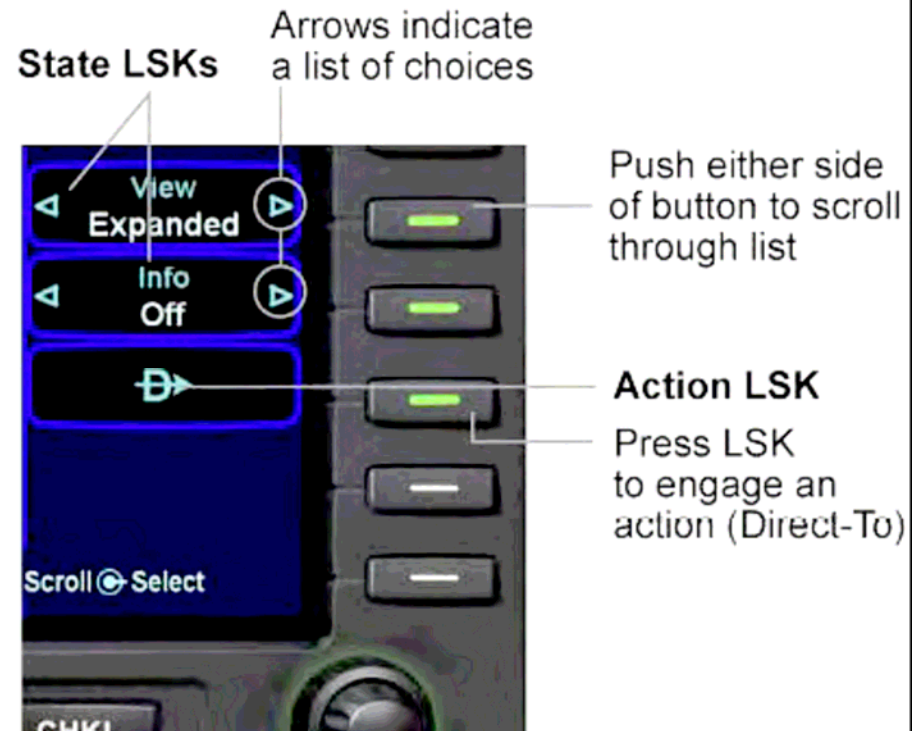 Arrows indicate
a list of choices
State LSKs
View
Expanded
Info
Off
Push either side
of button to scroll
through list
Action LSK
Press LSK
to engage an
action (Direct-To)
Scroll Select